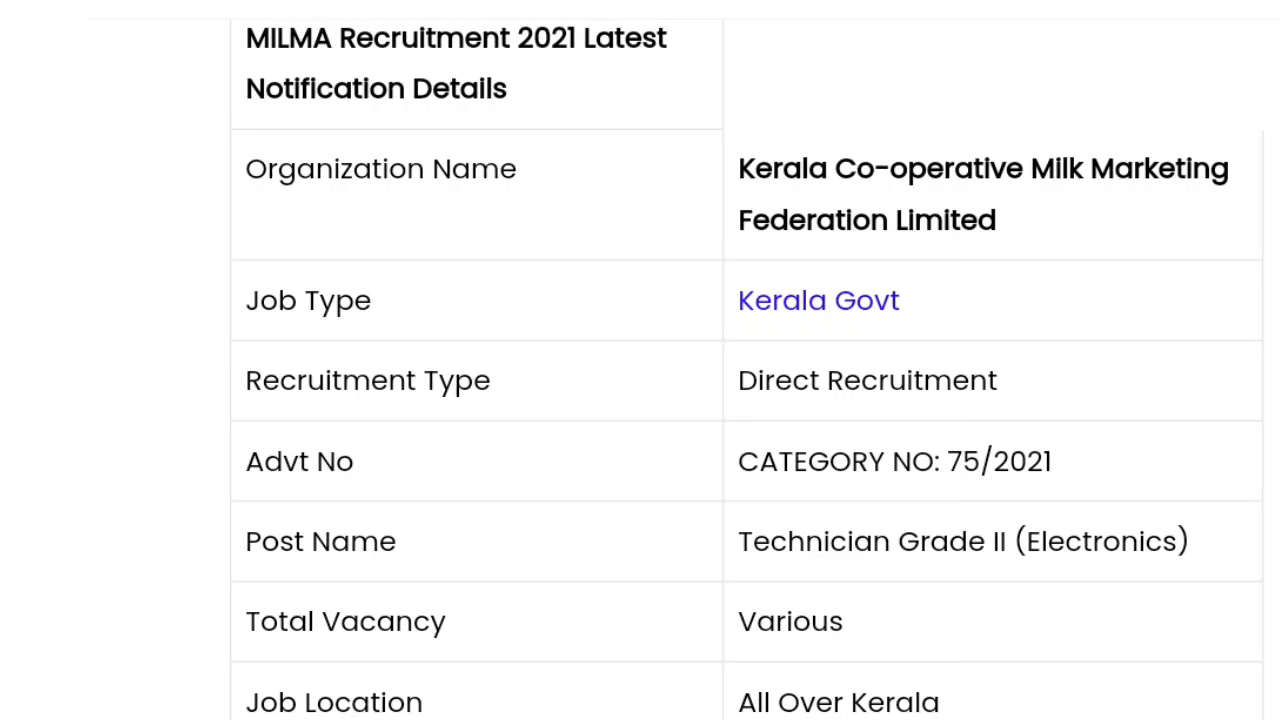 MILMA Recruitment 2021 Latest
Notification Details
Organization Name
Kerala Co-operative Milk Marketing
Federation Limited
Job Type
Kerala Govt
Recruitment Type
Direct Recruitment
Advt No
CATEGORY NO: 75/2021
Post Name
Technician Grade II (Electronics)
Total Vacancy
Various
Job Location
All Over Kerala